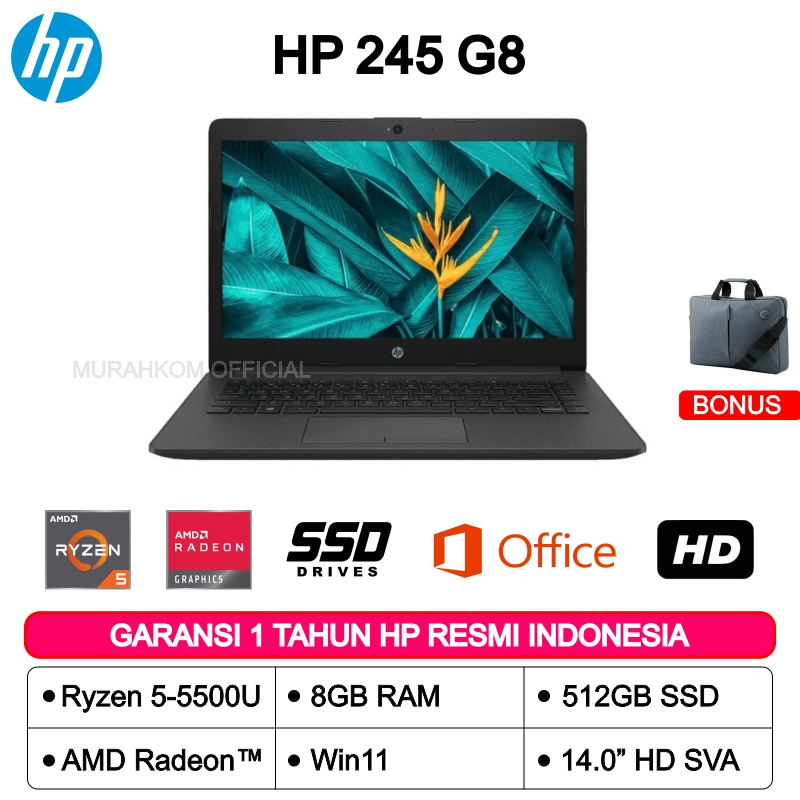 hp
HP 245 G8
hp
MURAHKOM OFFICIAL
BONUS
AMD
RYZEN
5
AMD
RADEON
GRAPHICS
SSD
DRIVES
Office
HD
GARANSI 1 TAHUN HP RESMI INDONESIA
• Ryzen 5-5500U • 8GB RAM • 512GB SSD
• AMD Radeon™ • Win11 • 14.0” HD SVA